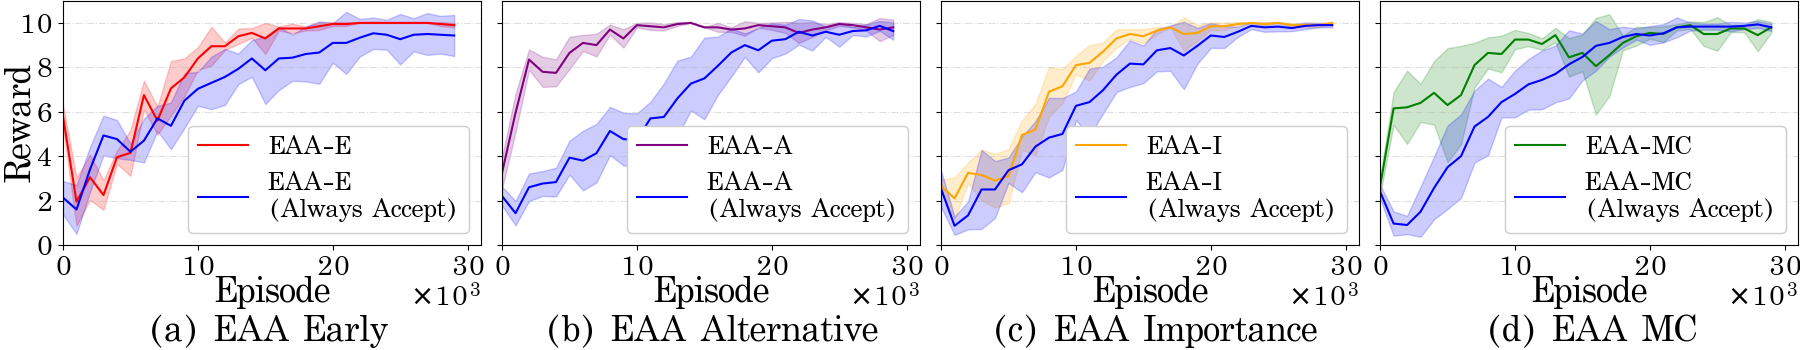 Reward
10
8
6
4
2
0
EAA-E
EAA-E
(Always Accept)
0 10 20 30
Episode ×10³
(a) EAA Early
EAA-A
EAA-A
(Always Accept)
0 10 20 30
Episode ×10³
(b) EAA Alternative
EAA-I
EAA-I
(Always Accept)
0 10 20 30
Episode ×10³
(c) EAA Importance
EAA-MC
EAA-MC
(Always Accept)
0 10 20 30
Episode ×10³
(d) EAA MC